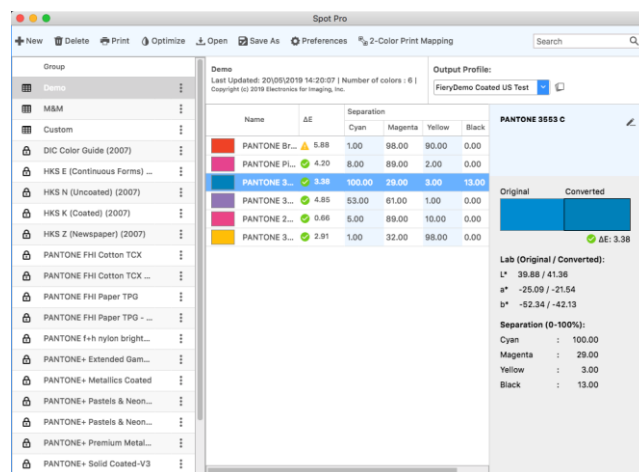 Spot Pro
New Delete Print Optimize Open Save As Preferences 2-Color Print Mapping Search
Group
Demo
M&M
Custom
DIC Color Guide (2007)
HKS E (Continuous Forms) ...
HKS N (Uncoated) (2007)
HKS K (Coated) (2007)
HKS Z (Newspaper) (2007)
PANTONE FHI Cotton TCX
PANTONE FHI Cotton TCX ...
PANTONE FHI Paper TPG
PANTONE FHI Paper TPG - ...
PANTONE f+h nylon bright...
PANTONE+ Extended Gam...
PANTONE+ Metallics Coated
PANTONE+ Pastels & Neon...
PANTONE+ Pastels & Neon...
PANTONE+ Premium Metal...
PANTONE+ Solid Coated-V3
Demo
Last Updated: 20\05\2019 14:20:07 | Number of colors : 6 |
Copyright (c) 2019 Electronics for Imaging, Inc.
Output Profile:
FieryDemo Coated US Test
Separation
Name ΔE Cyan Magenta Yellow Black
PANTONE Br... 5.88 1.00 98.00 90.00 0.00
PANTONE Pi... 4.20 8.00 89.00 2.00 0.00
PANTONE 3... 3.38 100.00 29.00 3.00 13.00
PANTONE 3... 4.85 53.00 61.00 1.00 0.00
PANTONE 2... 0.66 5.00 89.00 10.00 0.00
PANTONE 3... 2.91 1.00 32.00 98.00 0.00
PANTONE 3553 C
Original Converted
ΔE: 3.38
Lab (Original / Converted):
L* 39.88 / 41.36
a* -25.09 / -21.54
b* -52.34 / -42.13
Separation (0-100%):
Cyan : 100.00
Magenta : 29.00
Yellow : 3.00
Black : 13.00